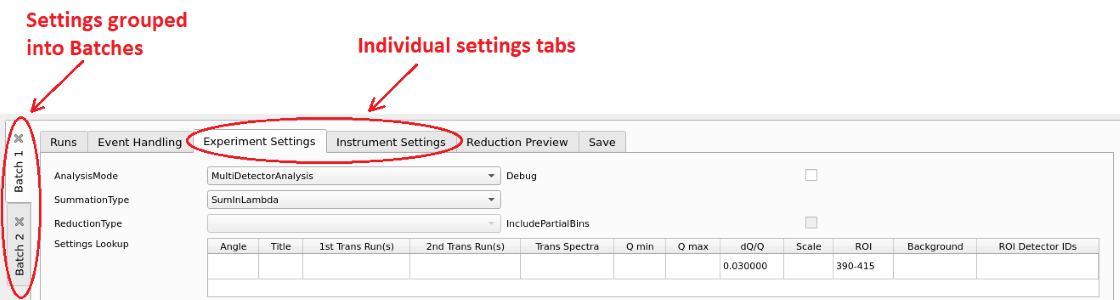 Settings grouped
into Batches
Individual settings tabs
Batch 1
Batch 2
Runs Event Handling Experiment Settings Instrument Settings Reduction Preview Save
AnalysisMode MultiDetectorAnalysis Debug
SummationType SumInLambda
ReductionType IncludePartialBins
Settings Lookup Angle Title 1st Trans Run(s) 2nd Trans Run(s) Trans Spectra Q min Q max dQ/Q Scale ROI Background ROI Detector IDs
0.030000 390-415